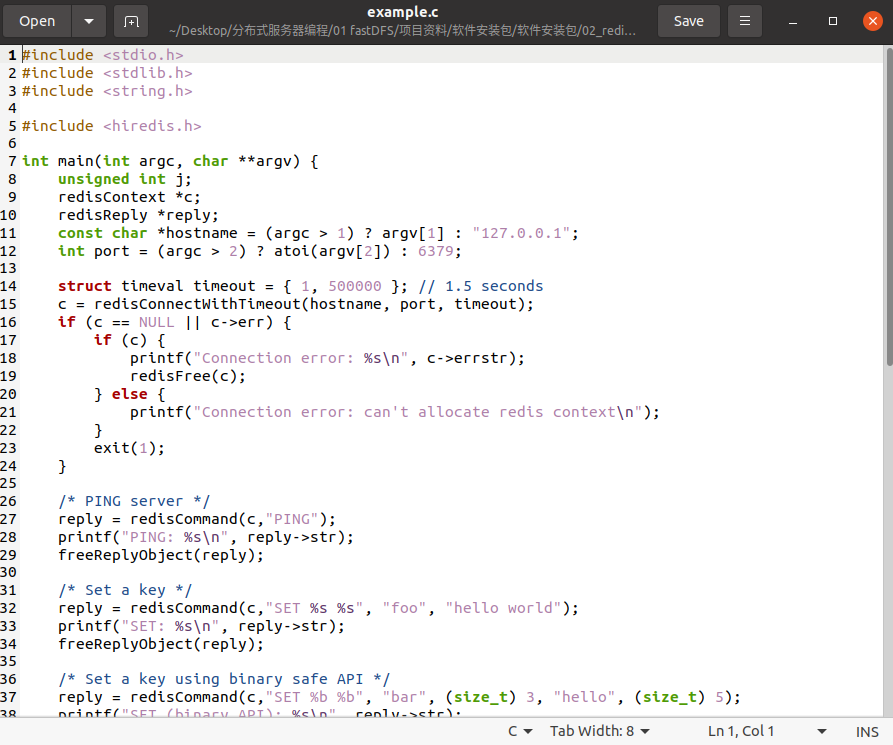 Open
example.c
~/Desktop/分布式服务器编程/01 fastDFS/项目资料/软件安装包/软件安装包/02_redi...
Save
1 #include <stdio.h>
2 #include <stdlib.h>
3 #include <string.h>
4
5 #include <hiredis.h>
6
7 int main(int argc, char **argv) {
8     unsigned int j;
9     redisContext *c;
10     redisReply *reply;
11     const char *hostname = (argc > 1) ? argv[1] : "127.0.0.1";
12     int port = (argc > 2) ? atoi(argv[2]) : 6379;
13
14     struct timeval timeout = { 1, 500000 }; // 1.5 seconds
15     c = redisConnectWithTimeout(hostname, port, timeout);
16     if (c == NULL || c->err) {
17         if (c) {
18             printf("Connection error: %s\n", c->errstr);
19             redisFree(c);
20         } else {
21             printf("Connection error: can't allocate redis context\n");
22         }
23         exit(1);
24     }
25
26     /* PING server */
27     reply = redisCommand(c,"PING");
28     printf("PING: %s\n", reply->str);
29     freeReplyObject(reply);
30
31     /* Set a key */
32     reply = redisCommand(c,"SET %s %s", "foo", "hello world");
33     printf("SET: %s\n", reply->str);
34     freeReplyObject(reply);
35
36     /* Set a key using binary safe API */
37     reply = redisCommand(c,"SET %b %b", "bar", (size_t) 3, "hello", (size_t) 5);
38     printf("SET (binary API): %s\n", reply->str);
C
Tab Width: 8
Ln 1, Col 1
INS